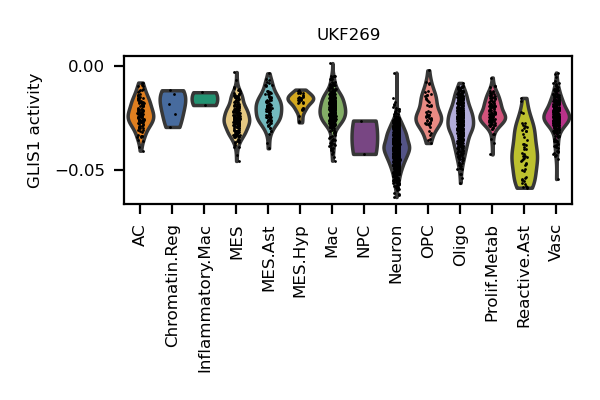 UKF269
GLIS1 activity
0.00
−0.05
AC
Chromatin.Reg
Inflammatory.Mac
MES
MES.Ast
MES.Hyp
Mac
NPC
Neuron
OPC
Oligo
Prolif.Metab
Reactive.Ast
Vasc